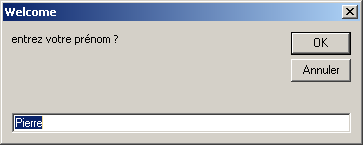 Welcome
entrez votre prénom ?
OK
Annuler
Pierre